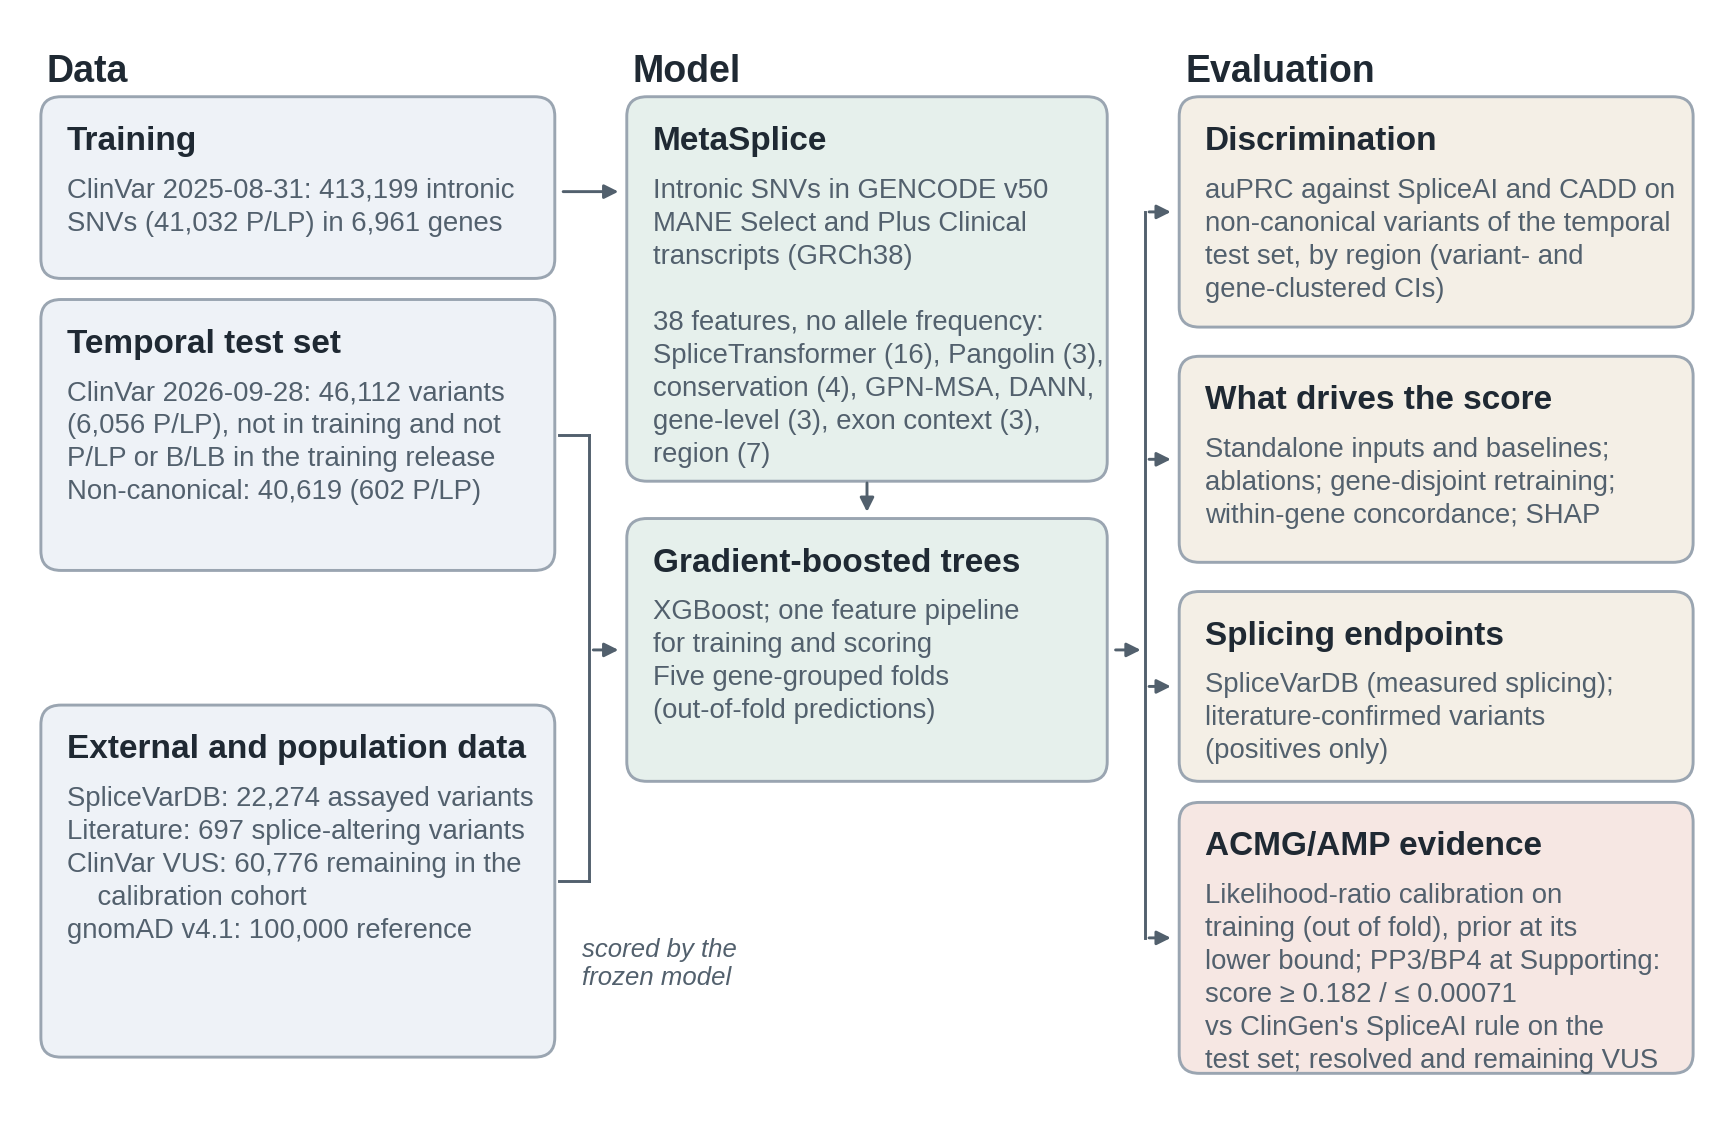 Data
Training
ClinVar 2025-08-31: 413,199 intronic
SNVs (41,032 P/LP) in 6,961 genes
Temporal test set
ClinVar 2026-09-28: 46,112 variants
(6,056 P/LP), not in training and not
P/LP or B/LB in the training release
Non-canonical: 40,619 (602 P/LP)
External and population data
SpliceVarDB: 22,274 assayed variants
Literature: 697 splice-altering variants
ClinVar VUS: 60,776 remaining in the
calibration cohort
gnomAD v4.1: 100,000 reference
scored by the
frozen model
Model
MetaSplice
Intronic SNVs in GENCODE v50
MANE Select and Plus Clinical
transcripts (GRCh38)
38 features, no allele frequency:
SpliceTransformer (16), Pangolin (3),
conservation (4), GPN-MSA, DANN,
gene-level (3), exon context (3),
region (7)
Gradient-boosted trees
XGBoost; one feature pipeline
for training and scoring
Five gene-grouped folds
(out-of-fold predictions)
Evaluation
Discrimination
auPRC against SpliceAI and CADD on
non-canonical variants of the temporal
test set, by region (variant- and
gene-clustered CIs)
What drives the score
Standalone inputs and baselines;
ablations; gene-disjoint retraining;
within-gene concordance; SHAP
Splicing endpoints
SpliceVarDB (measured splicing);
literature-confirmed variants
(positives only)
ACMG/AMP evidence
Likelihood-ratio calibration on
training (out of fold), prior at its
lower bound; PP3/BP4 at Supporting:
score ≥ 0.182 / ≤ 0.00071
vs ClinGen's SpliceAI rule on the
test set; resolved and remaining VUS